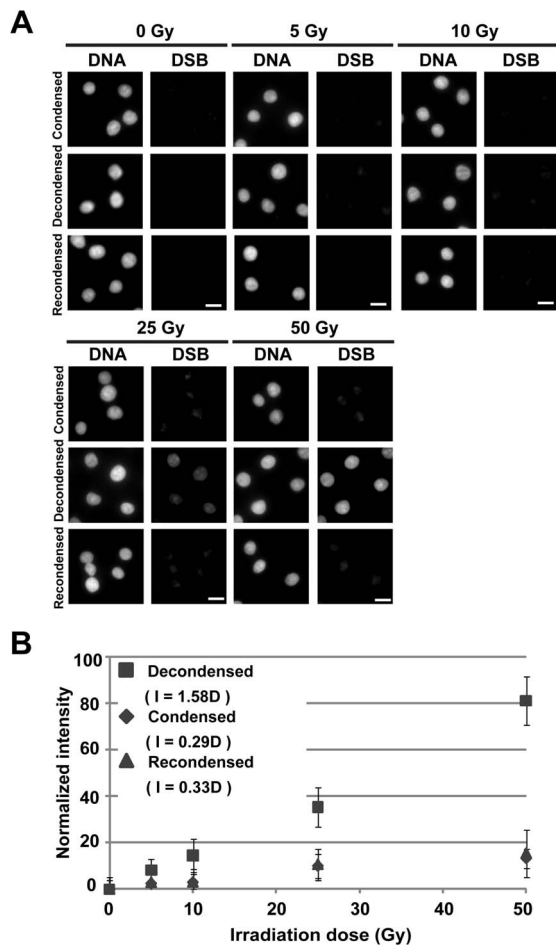 A
0 Gy 5 Gy 10 Gy
DNA DSB DNA DSB DNA DSB
Condensed
Decondensed
Recondensed
25 Gy 50 Gy
DNA DSB DNA DSB
Condensed
Decondensed
Recondensed
B
Normalized intensity
100
80
60
40
20
0
Decondensed
( I = 1.58D )
Condensed
( I = 0.29D )
Recondensed
( I = 0.33D )
0 10 20 30 40 50
Irradiation dose (Gy)